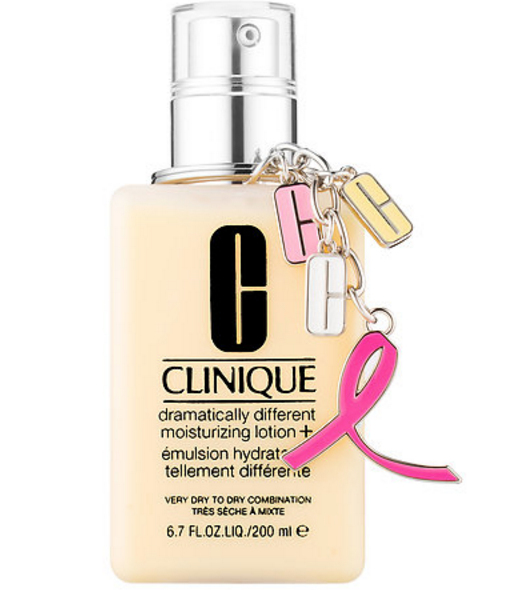 C
C
C
C
CLINIQUE
dramatically different
moisturizing lotion+
émulsion
tellement différente
VERY DRY TO DRY COMBINATION
TRÈS SÈCHE À MIXTE
6.7 FL.OZ.LIQ./200 ml ℮